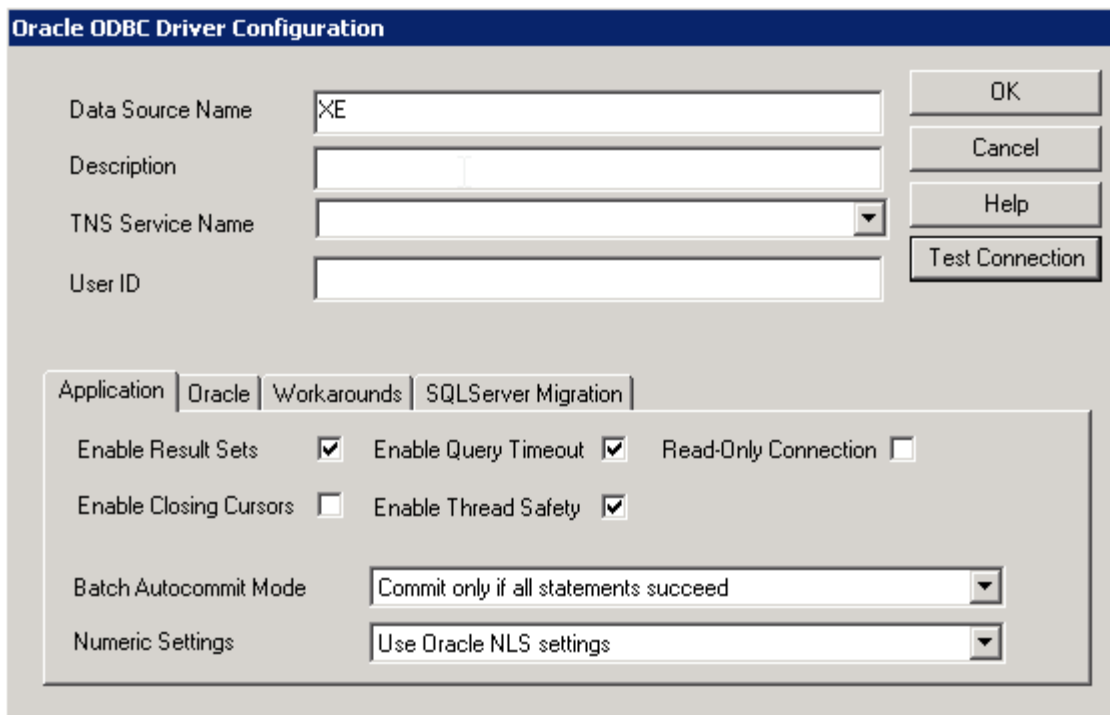 Oracle ODBC Driver Configuration
Data Source Name XE OK
Description Cancel
TNS Service Name Help
User ID Test Connection
Application Oracle Workarounds SQLServer Migration
Enable Result Sets Enable Query Timeout Read-Only Connection
Enable Closing Cursors Enable Thread Safety
Batch Autocommit Mode Commit only if all statements succeed
Numeric Settings Use Oracle NLS settings